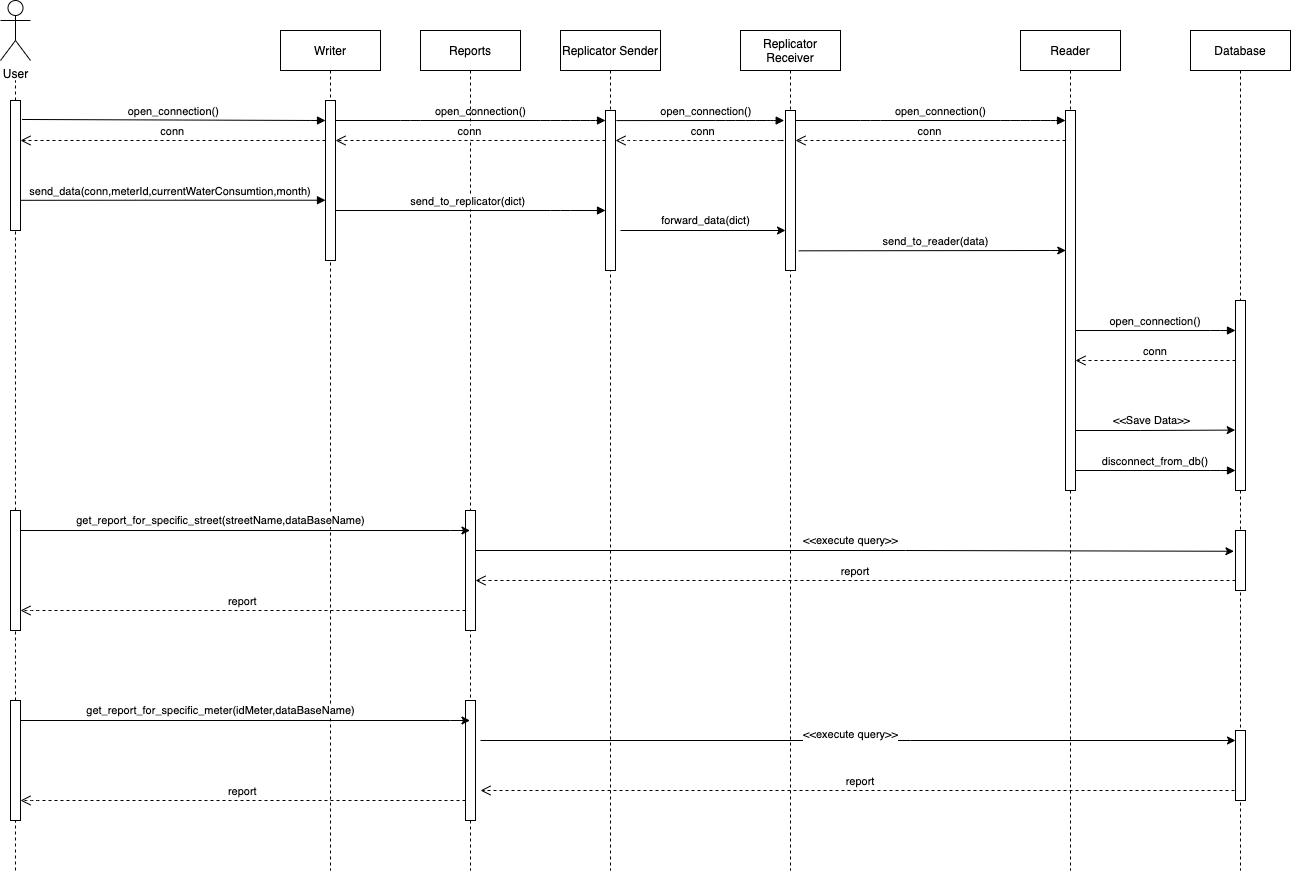 User
Writer
Reports
Replicator Sender
Replicator
Receiver
Reader
Database
open_connection()
open_connection()
open_connection()
open_connection()
conn
conn
conn
conn
send_data(conn,meterId,currentWaterConsumtion,month)
send_to_replicator(dict)
forward_data(dict)
send_to_reader(data)
open_connection()
conn
<<Save Data>>
disconnect_from_db()
get_report_for_specific_street(streetName,dataBaseName)
<<execute query>>
report
report
get_report_for_specific_meter(idMeter,dataBaseName)
<<execute query>>
report
report